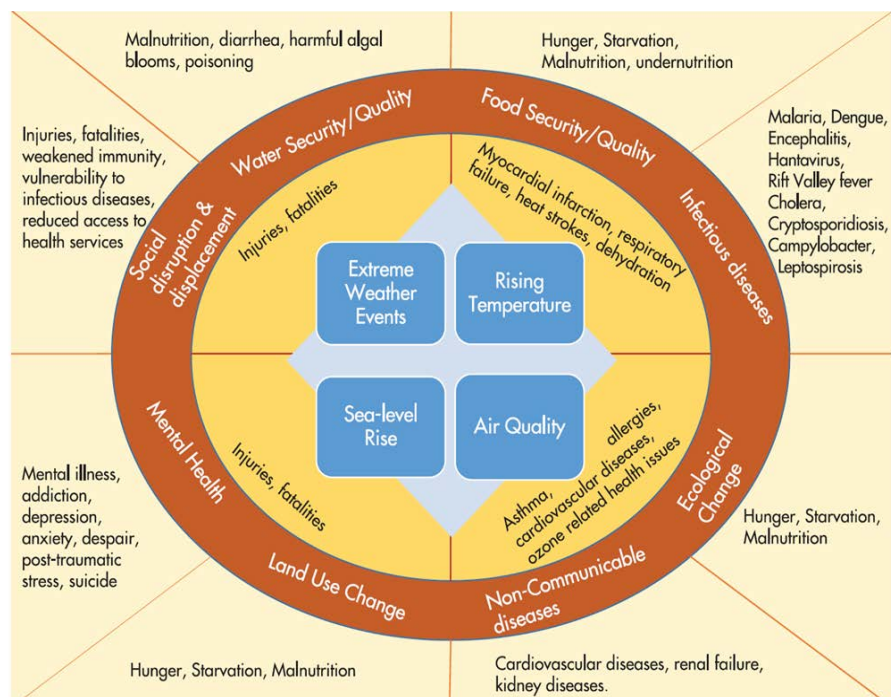 Malnutrition, diarrhea, harmful algal
blooms, poisoning
Hunger, Starvation,
Malnutrition, undernutrition
Injuries, fatalities,
weakened immunity,
vulnerability to
infectious diseases,
reduced access to
health services
Malaria, Dengue,
Encephalitis,
Hantavirus,
Rift Valley fever
Cholera,
Cryptosporidiosis,
Campylobacter,
Leptospirosis
Water Security/Quality
Food Security/Quality
Social
disruption &
displacement
Infectious diseases
Injuries, fatalities
Myocardial infarction, respiratory
failure, heat strokes, dehydration
Extreme
Weather
Events
Rising
Temperature
Sea-level
Rise
Air Quality
Injuries, fatalities
allergies,
Asthma,
cardiovascular diseases,
ozone related health issues
Mental Health
Ecological
Change
Land Use Change
Non-Communicable
diseases
Mental illness,
addiction,
depression,
anxiety, despair,
post-traumatic
stress, suicide
Hunger, Starvation,
Malnutrition
Hunger, Starvation, Malnutrition
Cardiovascular diseases, renal failure,
kidney diseases.